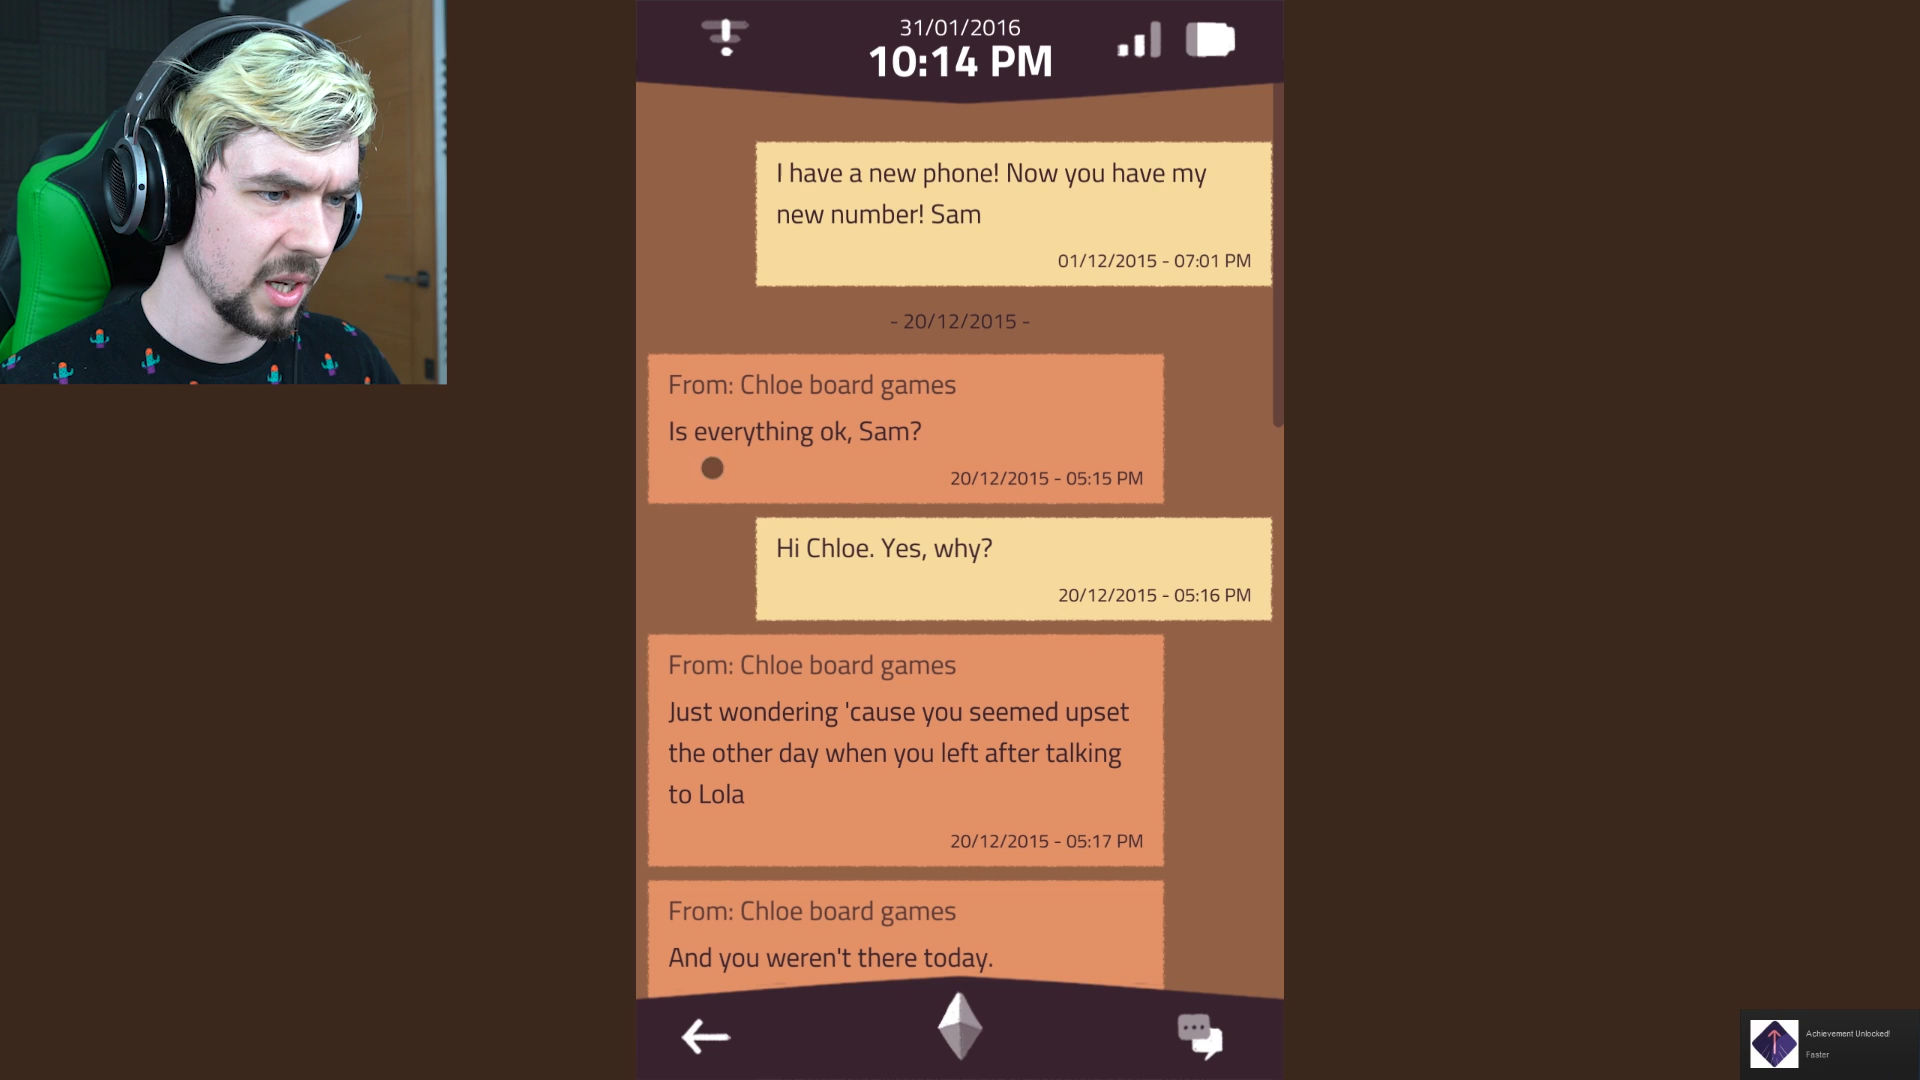 31/01/2016
10:14 PM
I have a new phone! Now you have my
new number! Sam
01/12/2015 - 07:01 PM
- 20/12/2015 -
From: Chloe board games
Is everything ok, Sam?
20/12/2015 - 05:15 PM
Hi Chloe. Yes, why?
20/12/2015 - 05:16 PM
From: Chloe board games
Just wondering 'cause you seemed upset
the other day when you left after talking
to Lola
20/12/2015 - 05:17 PM
From: Chloe board games
And you weren't there today.
Achievement Unlocked!
Faster